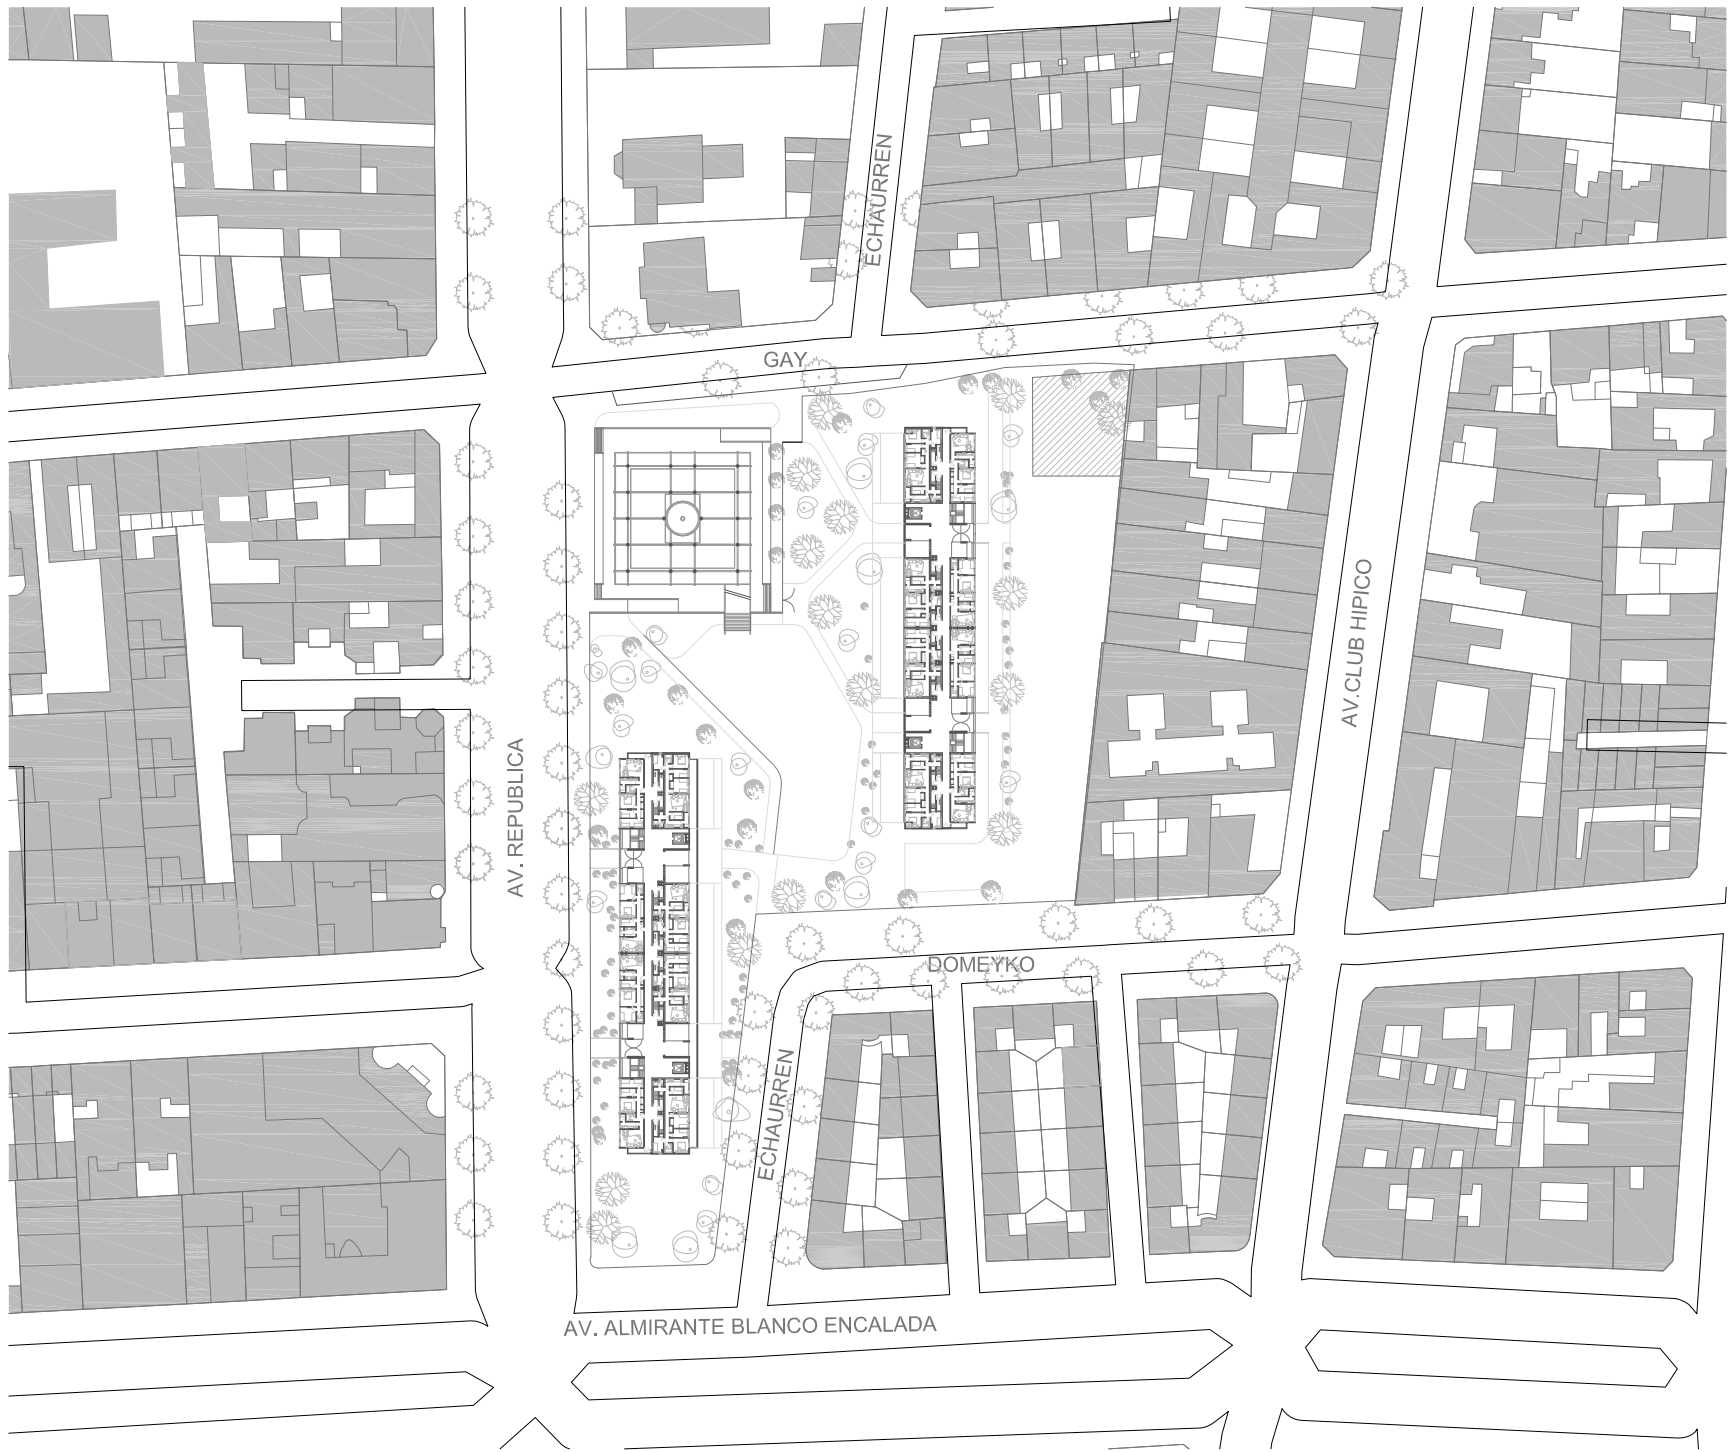 ECHAURREN
GAY
AV. CLUB HIPICO
AV. REPUBLICA
DOMEYKO
ECHAURREN
AV. ALMIRANTE BLANCO ENCALADA